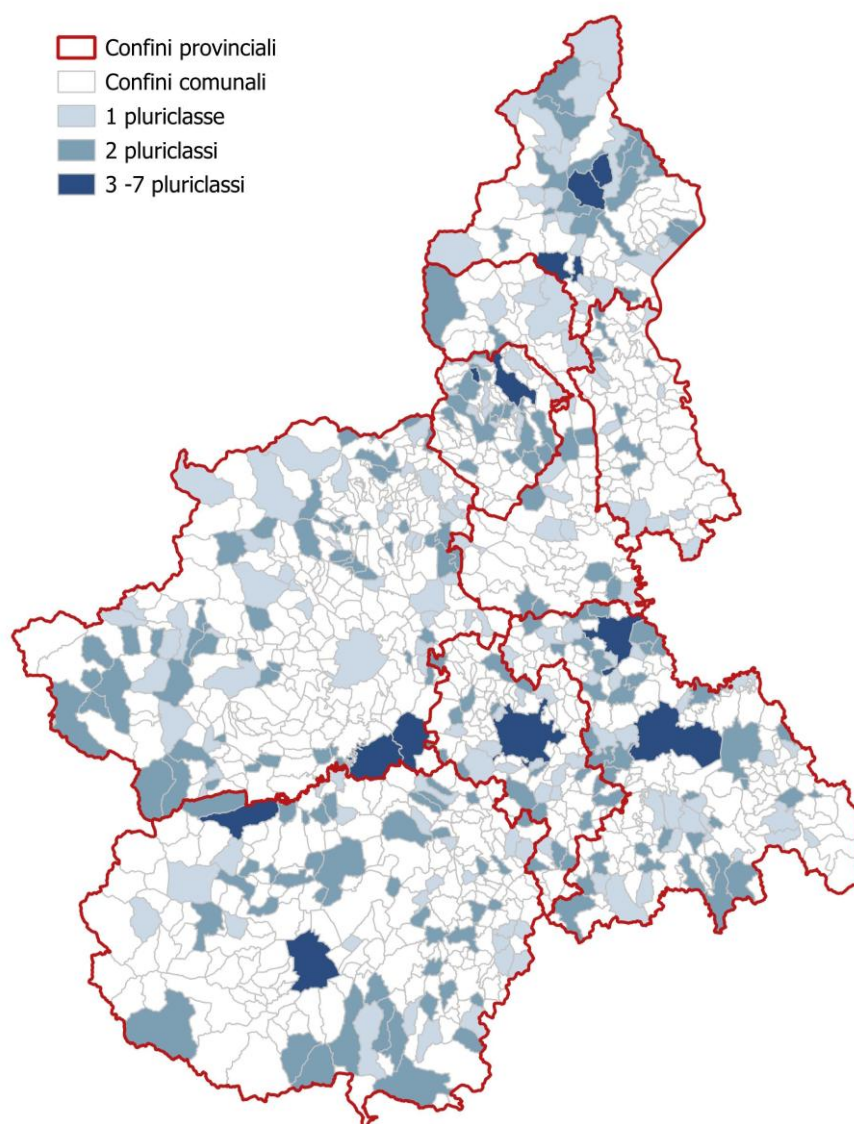 Confini provinciali
Confini comunali
1 pluriclasse
2 pluriclassi
3 -7 pluriclassi